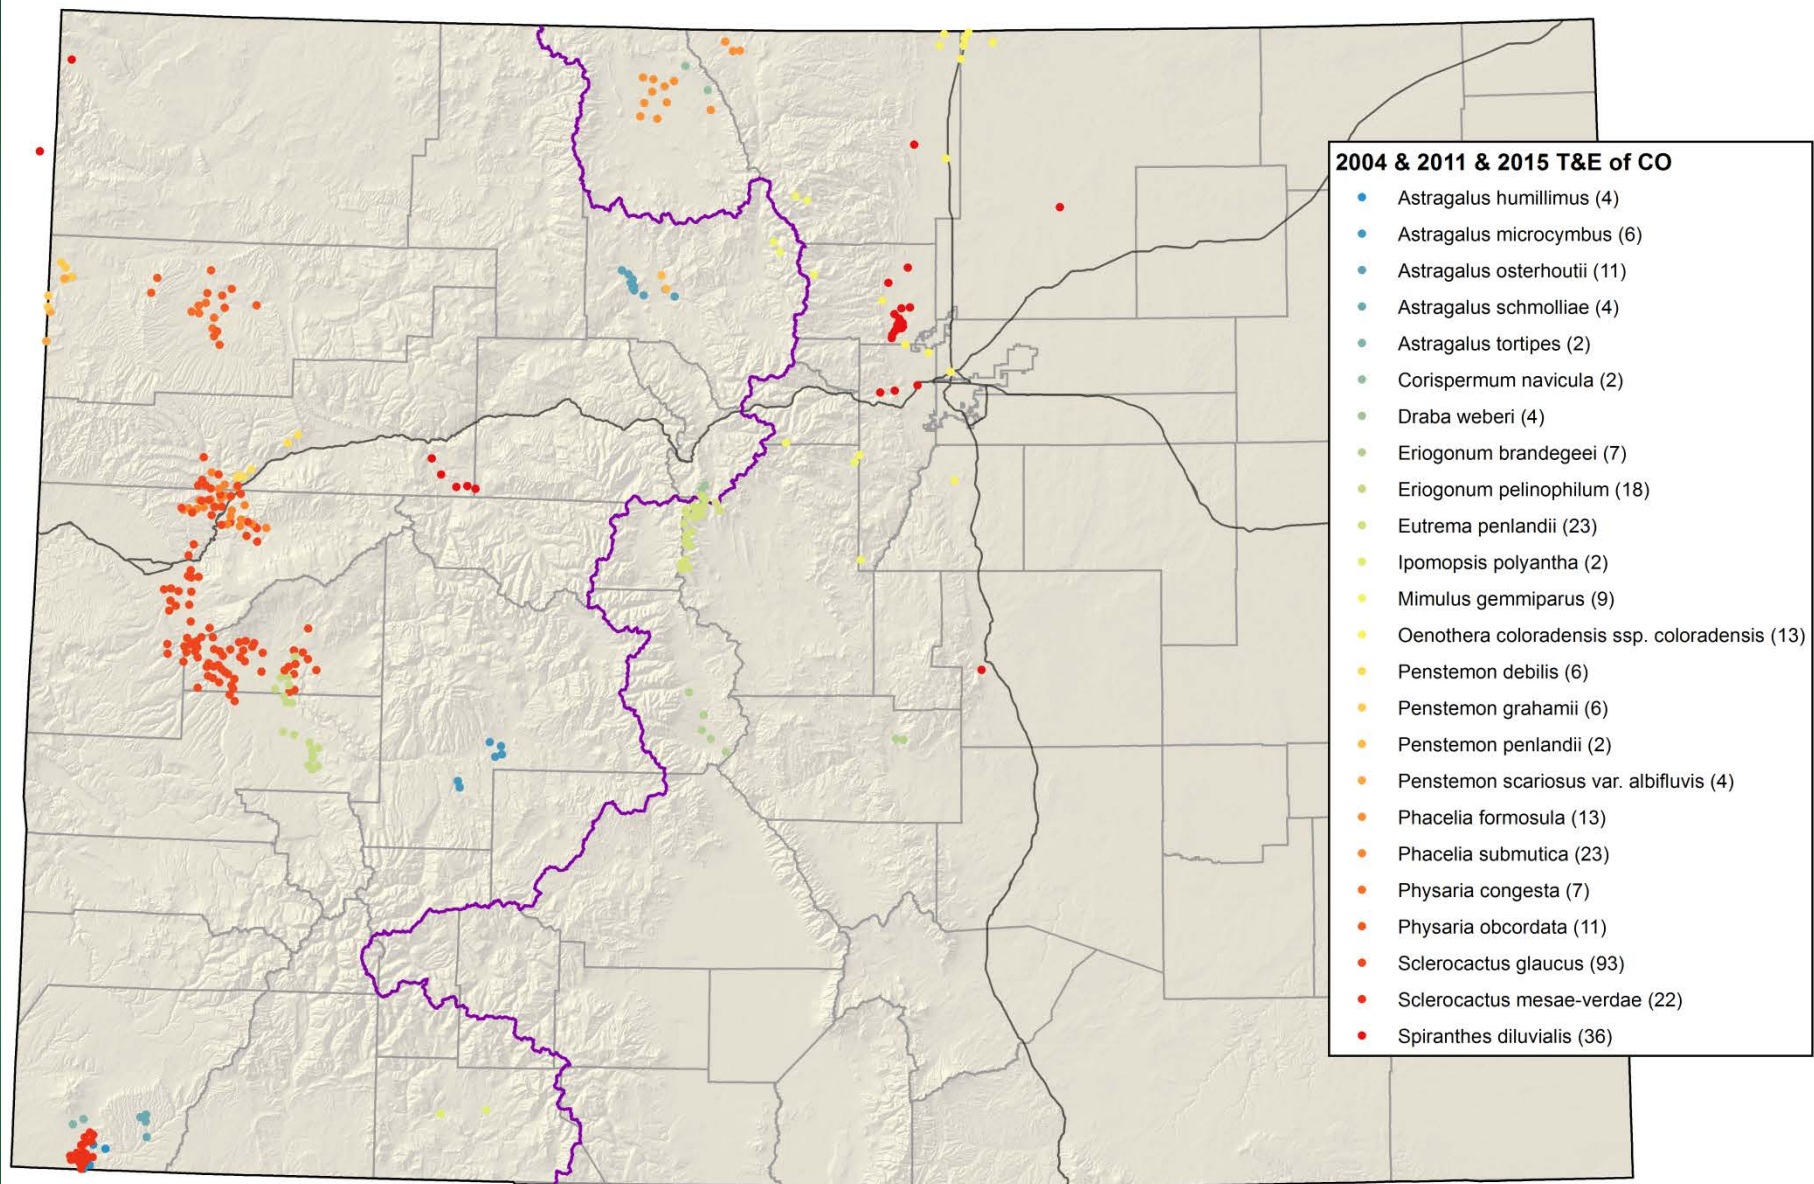 2004 & 2011 & 2015 T&E of CO
Astragalus humillimus (4)
Astragalus microcymbus (6)
Astragalus osterhoutii (11)
Astragalus schmolliae (4)
Astragalus tortipes (2)
Corispermum navicula (2)
Draba weberi (4)
Eriogonum brandegeei (7)
Eriogonum pelinophilum (18)
Eutrema penlandii (23)
Ipomopsis polyantha (2)
Mimulus gemmiparus (9)
Oenothera coloradensis ssp. coloradensis (13)
Penstemon debilis (6)
Penstemon grahamii (6)
Penstemon penlandii (2)
Penstemon scariosus var. albifluvis (4)
Phacelia formosula (13)
Phacelia submutica (23)
Physaria congesta (7)
Physaria obcordata (11)
Sclerocactus glaucus (93)
Sclerocactus mesae-verdae (22)
Spiranthes diluvialis (36)